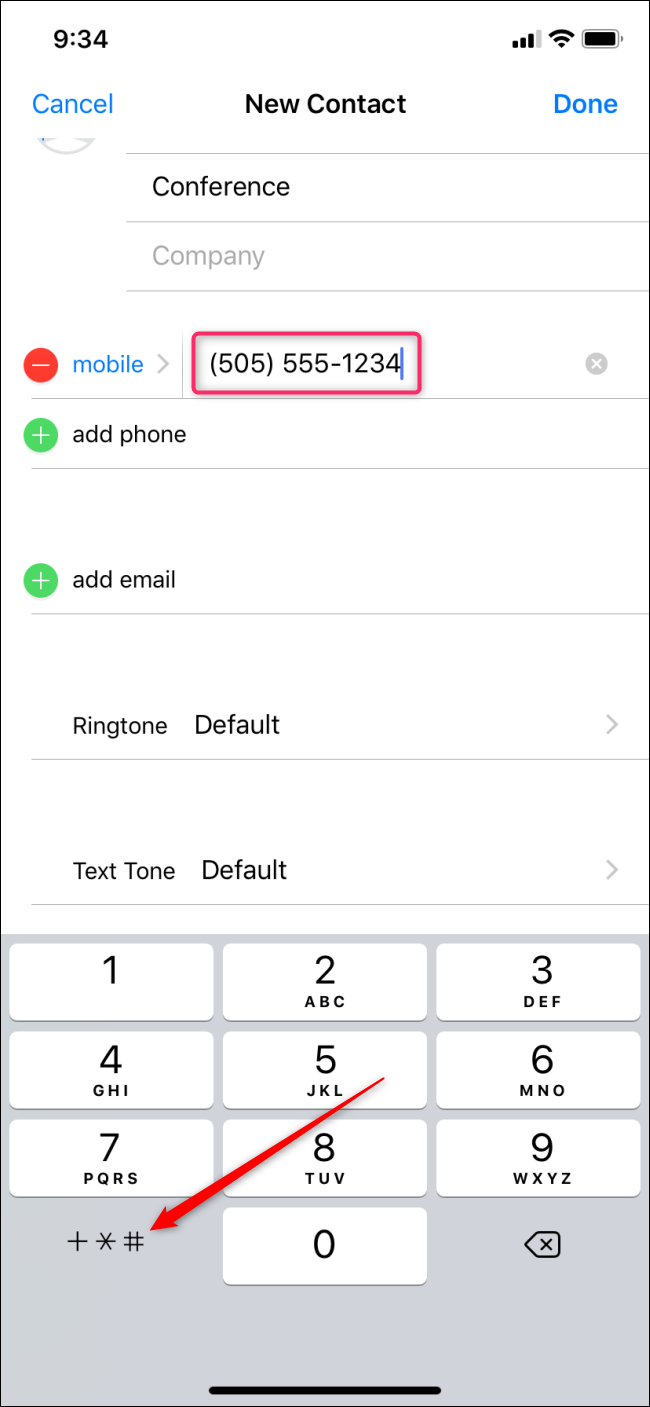 9:34
Cancel New Contact Done
Conference
Company
mobile (505) 555-1234
add phone
add email
Ringtone Default
Text Tone Default
1 2 3
ABC DEF
4 5 6
GHI JKL MNO
7 8 9
PQRS TUV WXYZ
+*# 0